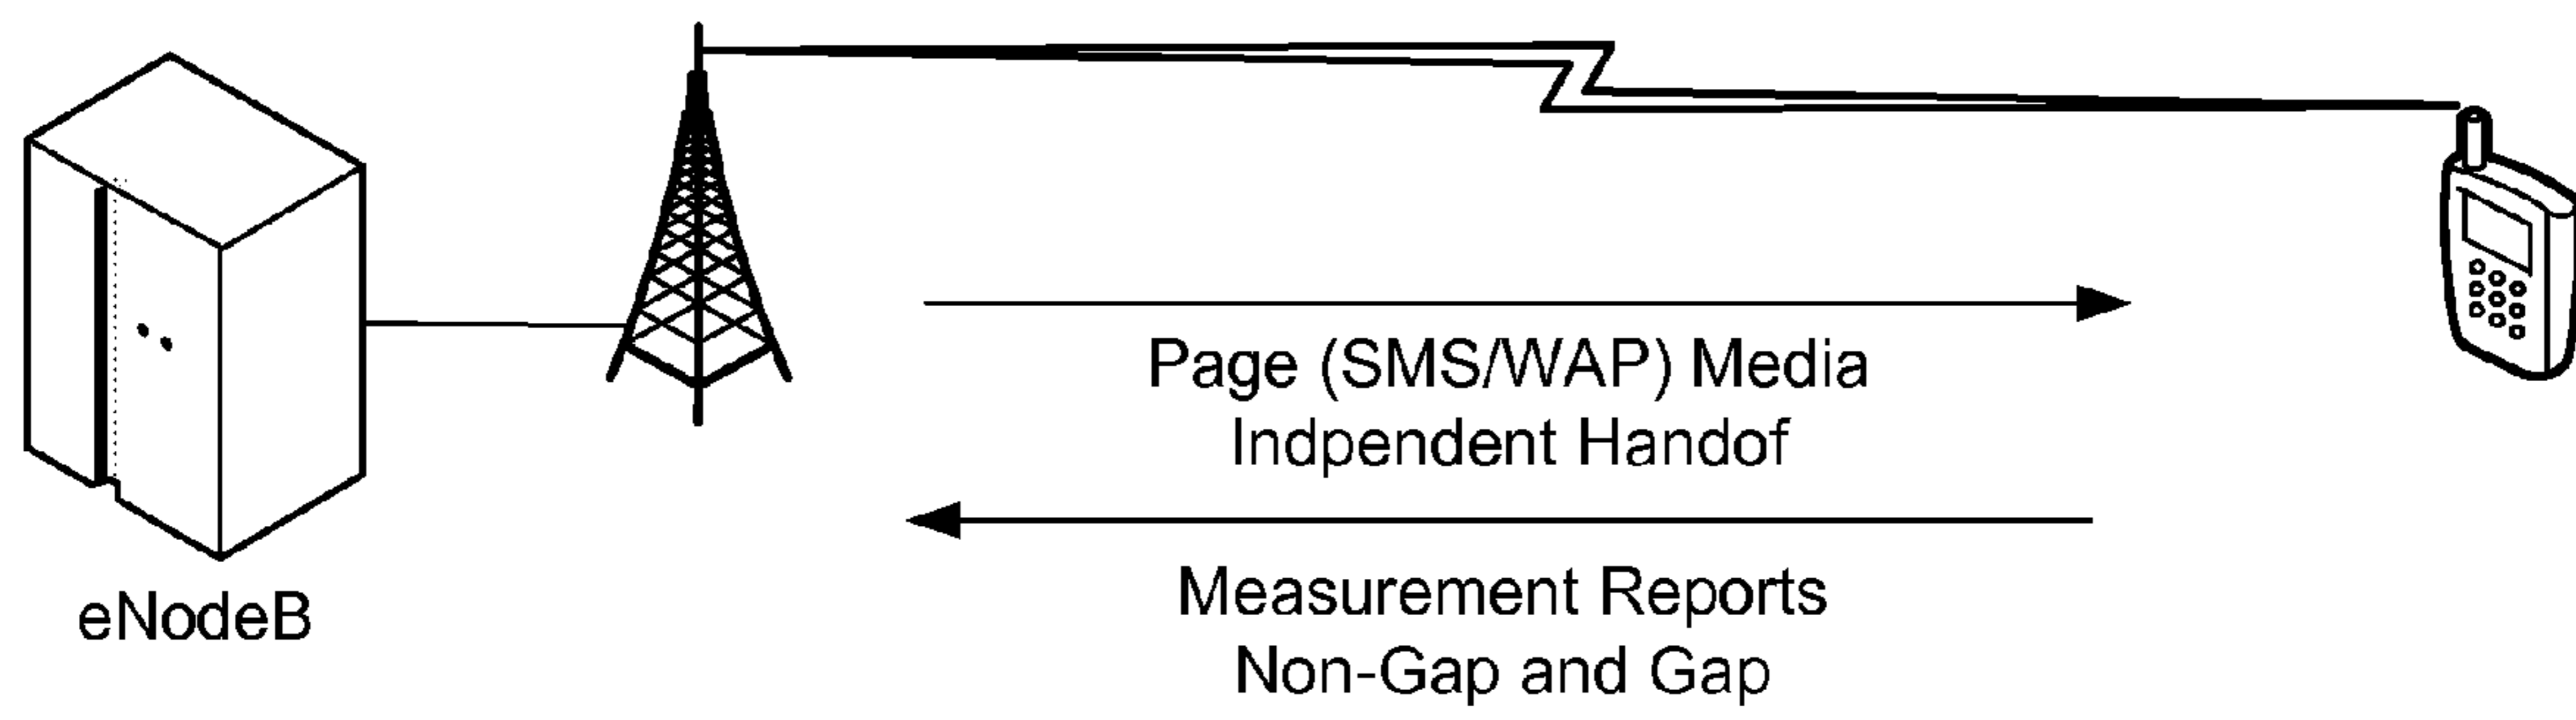 Page (SMS/WAP) Media
Indpendent Handof
Measurement Reports
Non-Gap and Gap
eNodeB